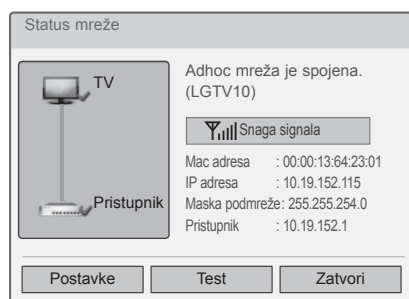 Status mreže
TV
Pristupnik
Adhoc mreža je spojena.
(LGTV10)
Snaga signala
Mac adresa : 00:00:13:64:23:01
IP adresa : 10.19.152.115
Maska podmreže : 255.255.254.0
Pristupnik : 10.19.152.1
Postavke
Test
Zatvori